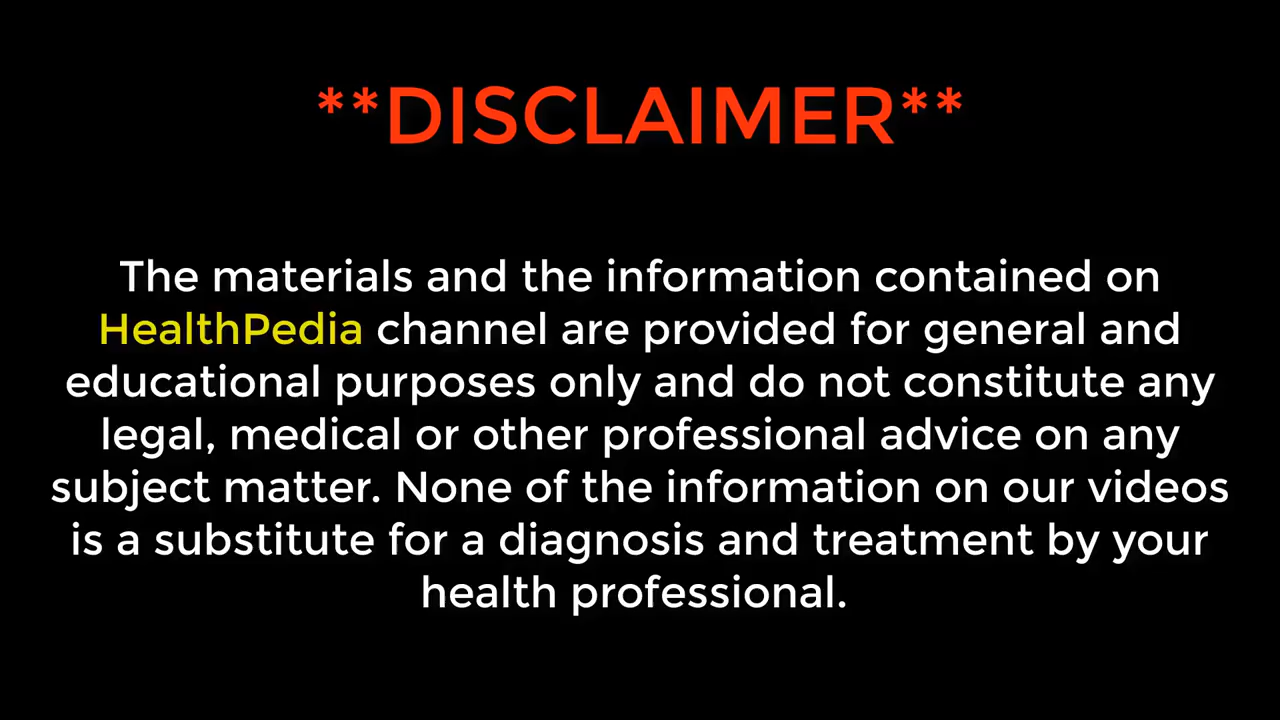 **DISCLAIMER**
The materials and the information contained on
HealthPedia channel are provided for general and
educational purposes only and do not constitute any
legal, medical or other professional advice on any
subject matter. None of the information on our videos
is a substitute for a diagnosis and treatment by your
health professional.